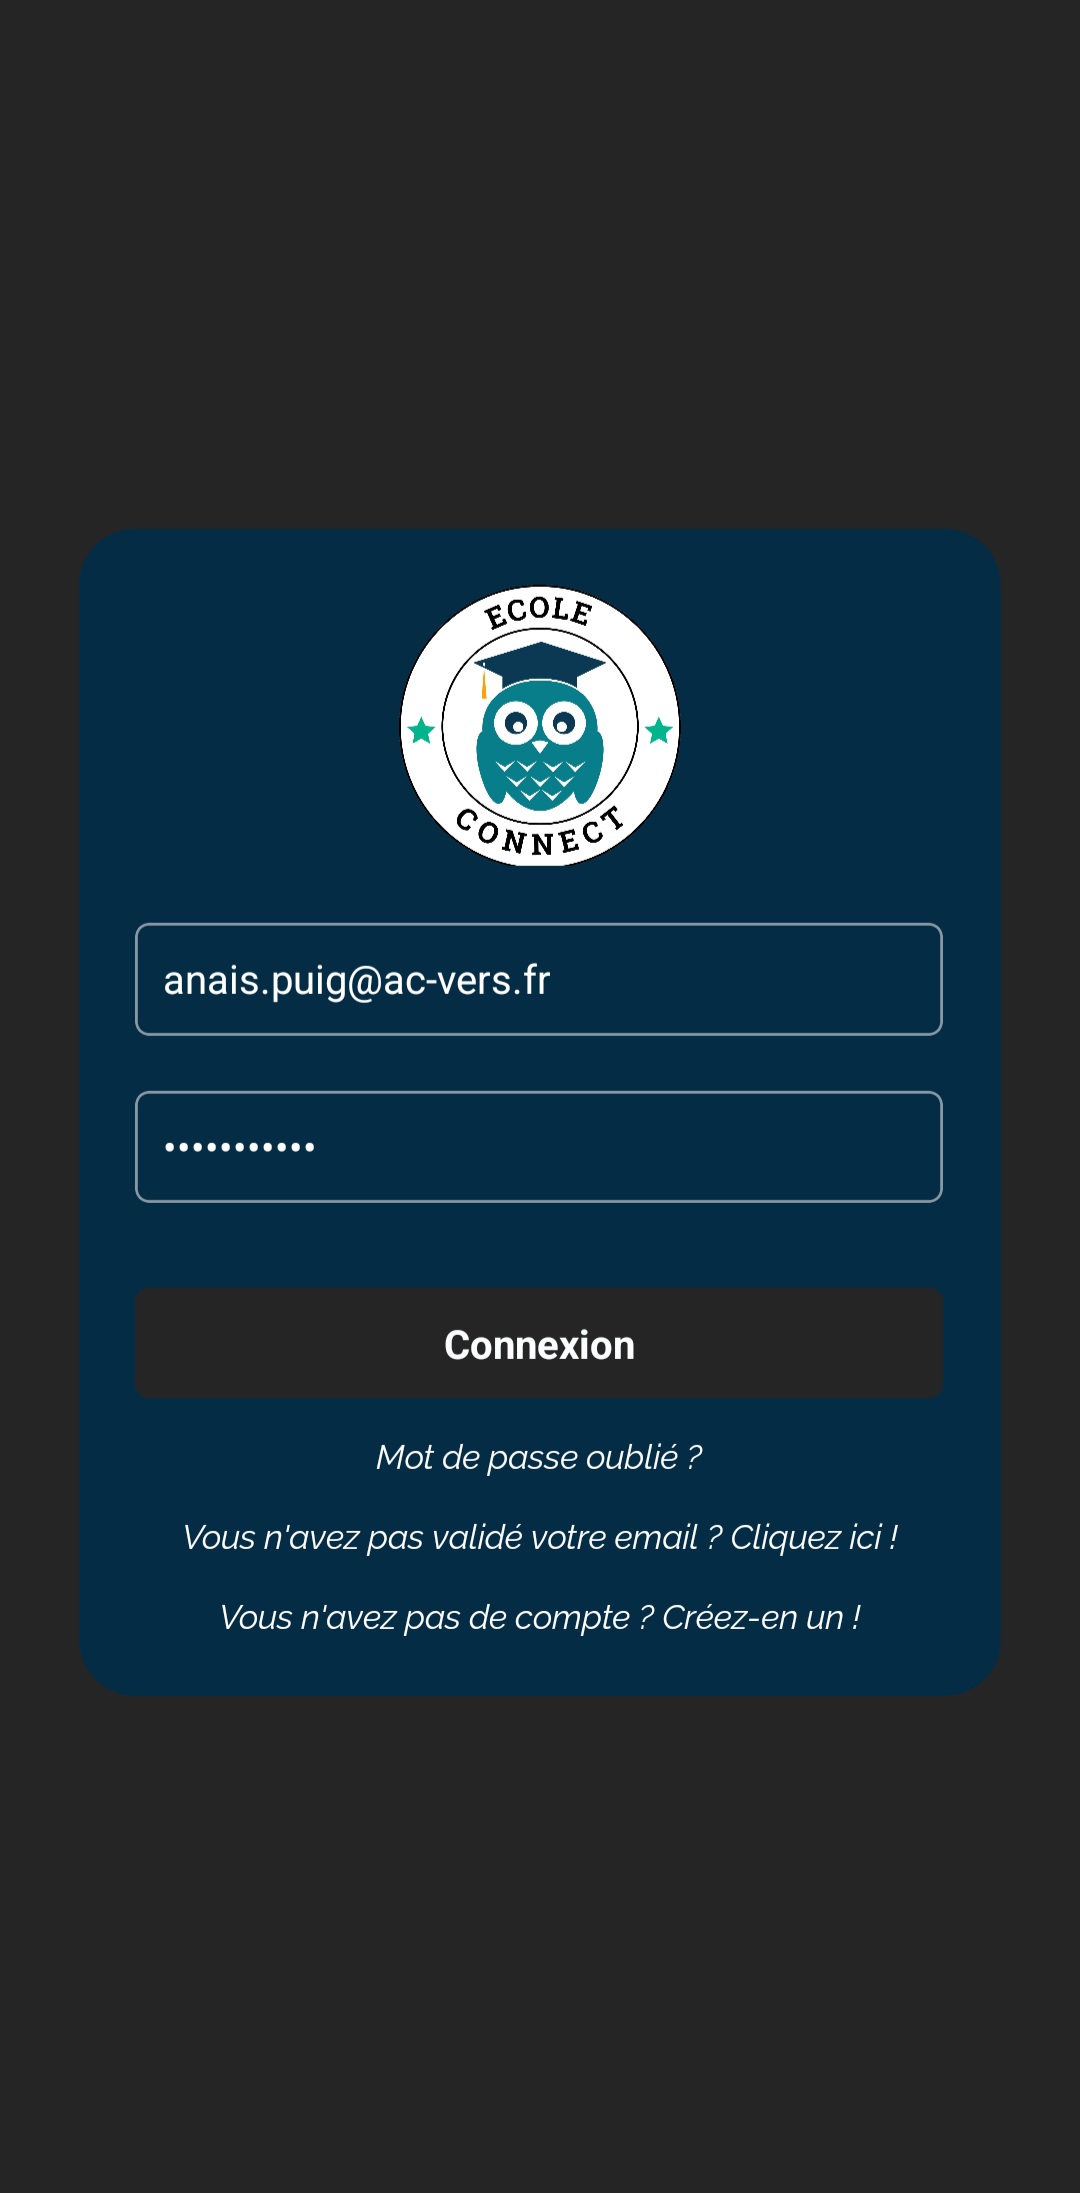 ECOLE
CONNECT
anais.puig@ac-vers.fr
•••••••••••
Connexion
Mot de passe oublié ?
Vous n'avez pas validé votre email ? Cliquez ici !
Vous n'avez pas de compte ? Créez-en un !